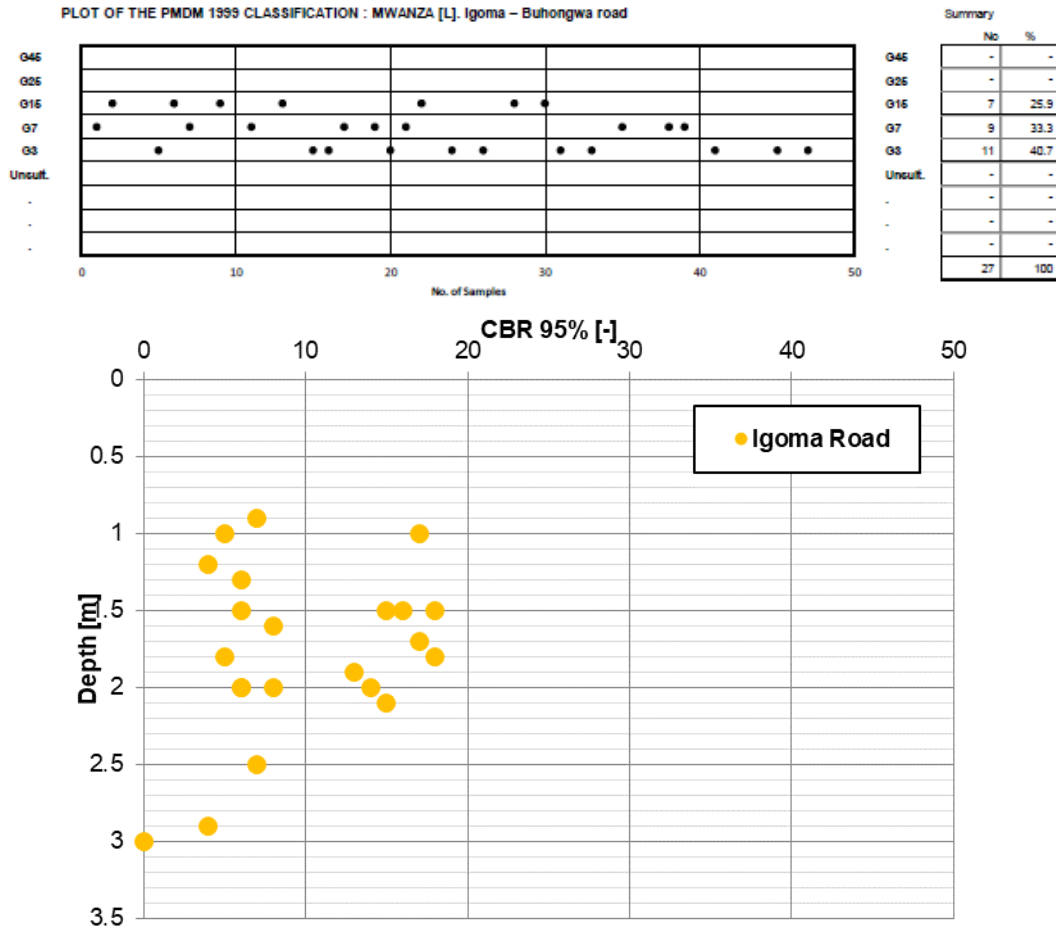 PLOT OF THE PMDM 1999 CLASSIFICATION : MWANZA [L]. Igoma – Buhongwa road
Summary
No %
G45 G45 - -
G25 G25 - -
G15 G15 7 25.9
G7 G7 9 33.3
G3 G3 11 40.7
Unsuit. Unsuit. - -
- - - -
- - - -
- - - -
27 100
0 10 20 30 40 50
No. of Samples
CBR 95% [-]
0 10 20 30 40 50
0
Igoma Road
0.5
1
1.5
Depth [m]
2
2.5
3
3.5